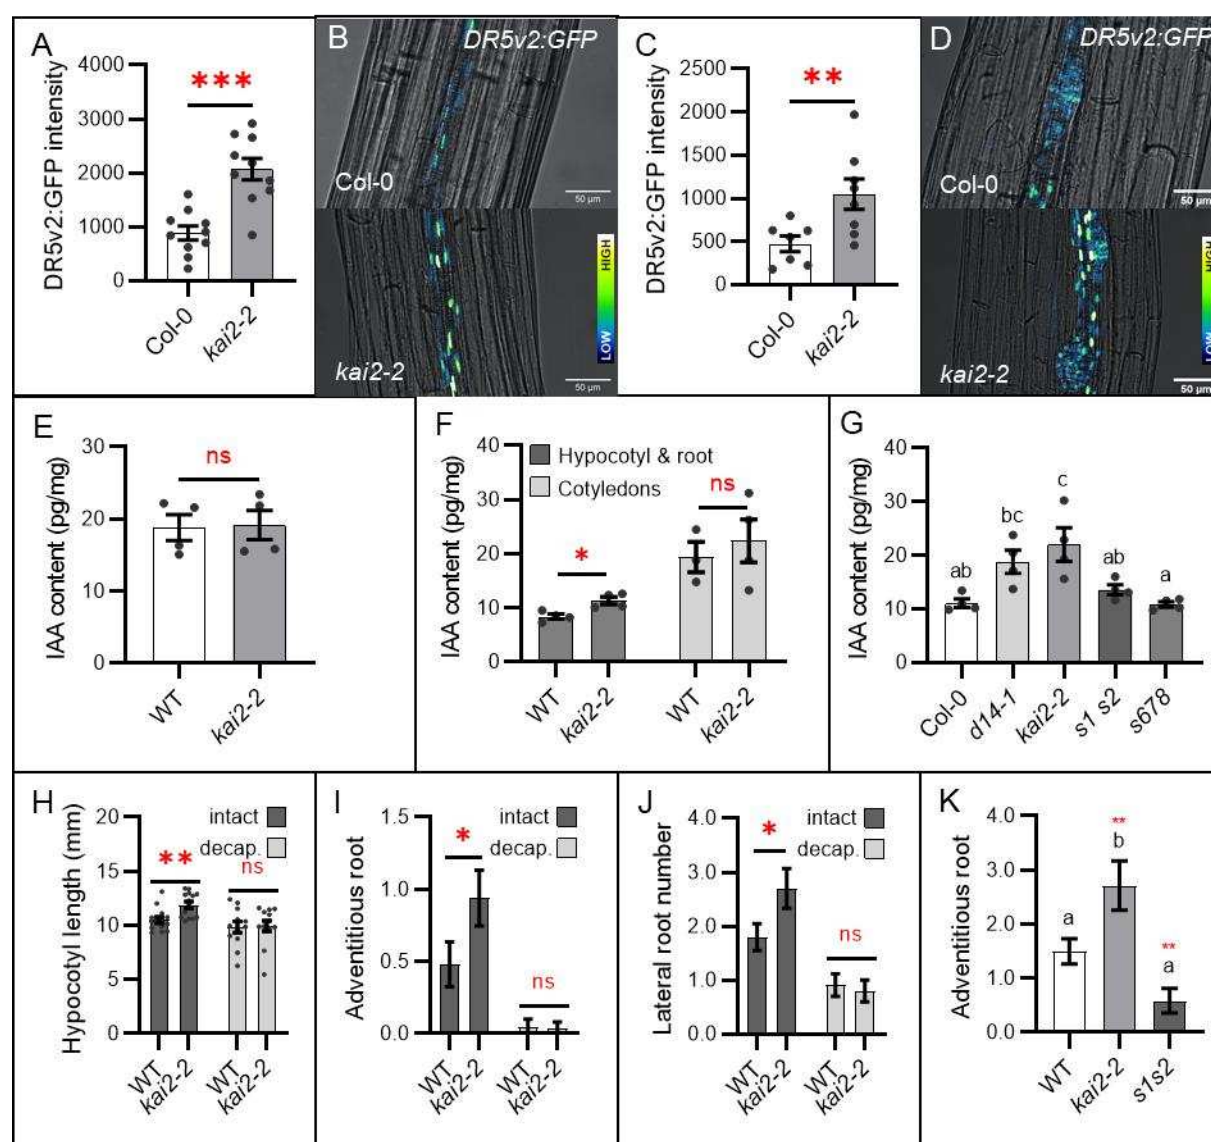 A
DR5v2:GFP intensity
4000
3000
2000
1000
0
***
Col-0
kai2-2
B
DR5v2:GFP
Col-0
50 µm
HIGH
LOW
kai2-2
50 µm
C
DR5v2:GFP intensity
2500
2000
1500
1000
500
0
**
Col-0
kai2-2
D
DR5v2:GFP
Col-0
50 µm
HIGH
LOW
kai2-2
50 µm
E
IAA content (pg/mg)
30
20
10
0
ns
WT
kai2-2
F
IAA content (pg/mg)
40
30
20
10
0
Hypocotyl & root
Cotyledons
*
ns
WT
kai2-2
WT
kai2-2
G
IAA content (pg/mg)
40
30
20
10
0
ab
bc
c
ab
a
Col-0
d14-1
kai2-2
s1 s2
s678
H
Hypocotyl length (mm)
20
15
10
5
0
intact
decap.
**
ns
WT
kai2-2
WT
kai2-2
I
Adventitious root
1.5
1.0
0.5
0.0
intact
decap.
*
ns
WT
kai2-2
WT
kai2-2
J
Lateral root number
4.0
3.0
2.0
1.0
0.0
intact
decap.
*
ns
WT
kai2-2
WT
kai2-2
K
Adventitious root
4.0
3.0
2.0
1.0
0.0
a
**
b
**
a
WT
kai2-2
s1s2